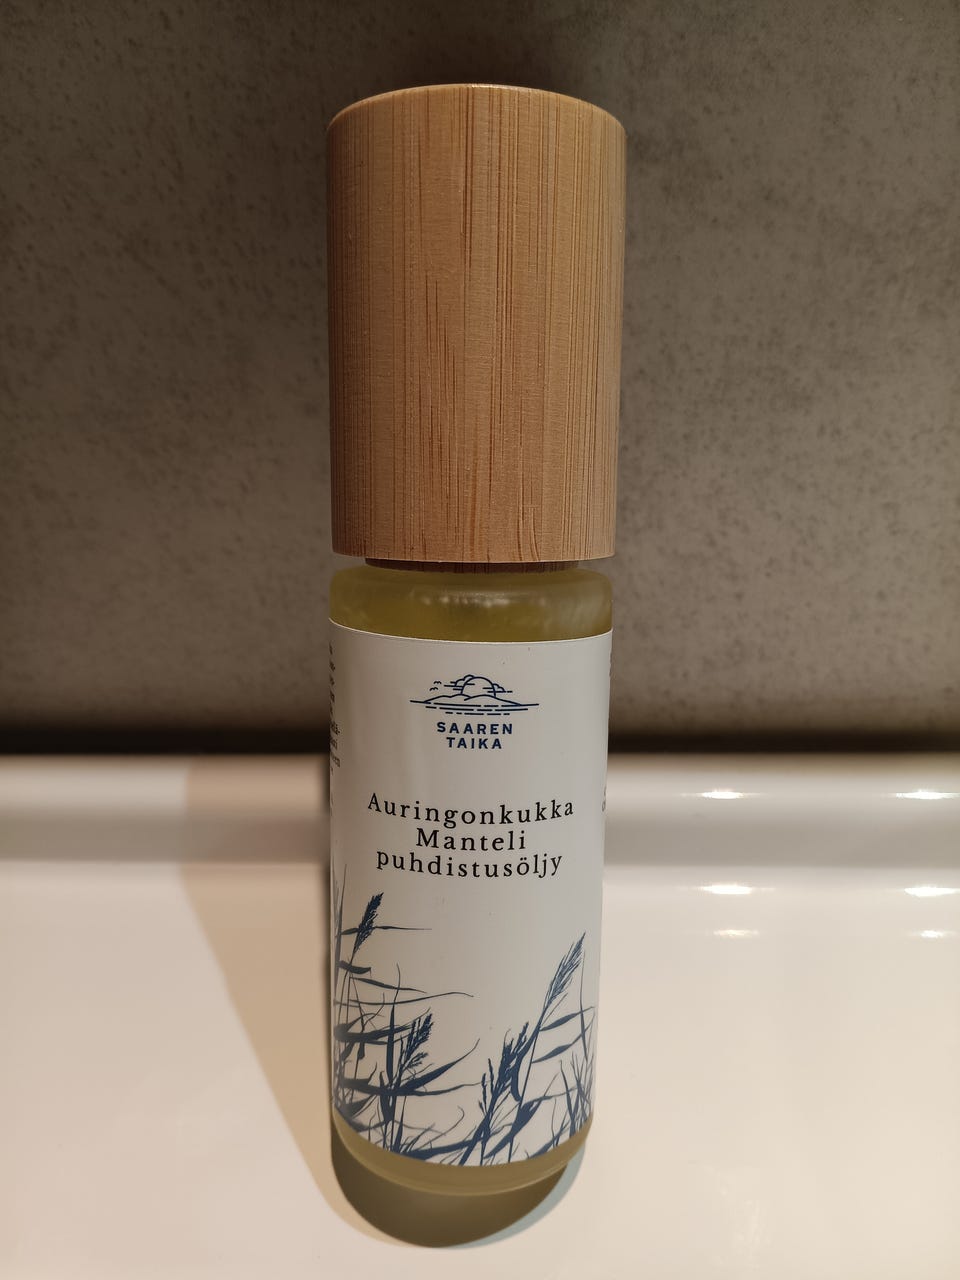 SAAREN
TAIKA
Auringonkukka
Manteli
puhdistusöljy